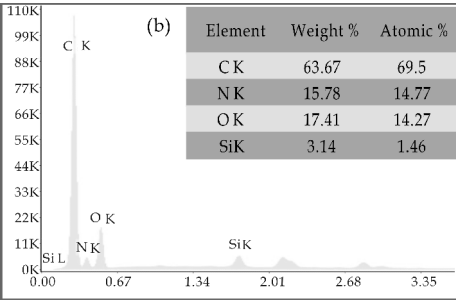 110K
99K
88K
77K
66K
55K
44K
33K
22K
11K
0K
(b)
C K
Si L
N K
O K
Si K
Element Weight % Atomic %
C K 63.67 69.5
N K 15.78 14.77
O K 17.41 14.27
SiK 3.14 1.46
0.00 0.67 1.34 2.01 2.68 3.35